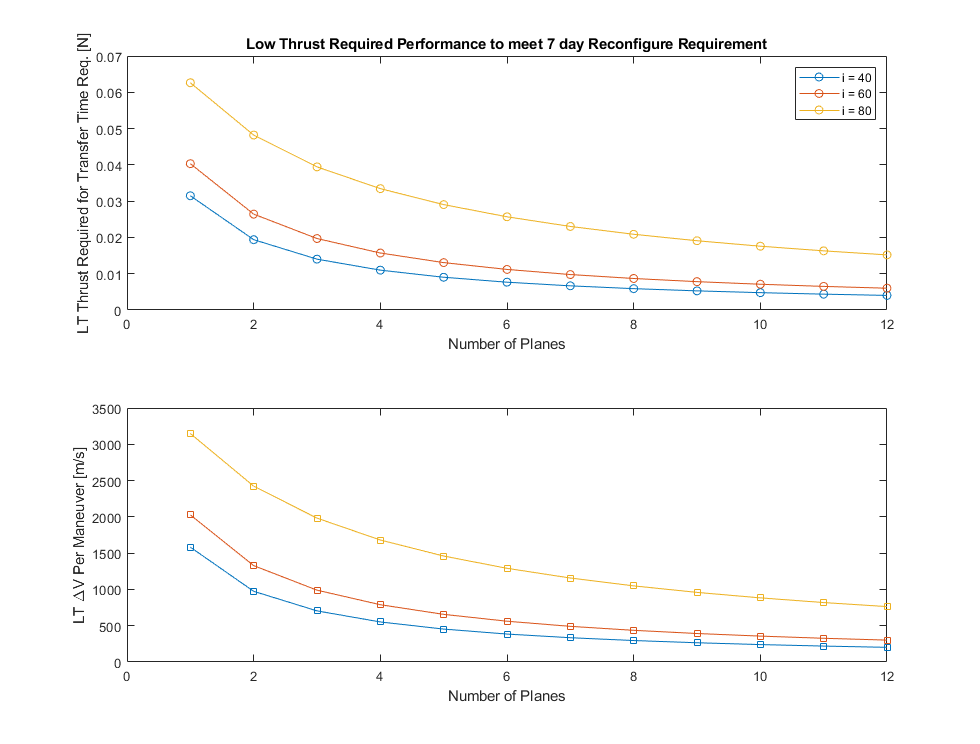 Low Thrust Required Performance to meet 7 day Reconfigure Requirement
LT Thrust Required for Transfer Time Req. [N]
0.07
0.06
0.05
0.04
0.03
0.02
0.01
0
i = 40
i = 60
i = 80
0 2 4 6 8 10 12
Number of Planes
LT ΔV Per Maneuver [m/s]
3500
3000
2500
2000
1500
1000
500
0
0 2 4 6 8 10 12
Number of Planes